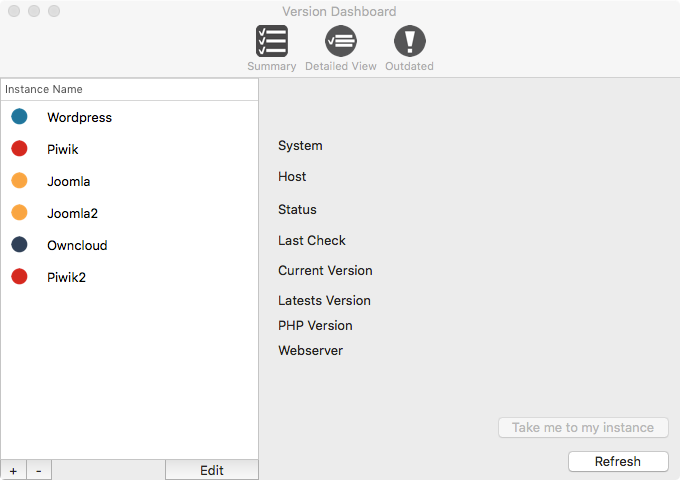 Version Dashboard
Summary Detailed View Outdated
Instance Name
Wordpress
Piwik
Joomla
Joomla2
Owncloud
Piwik2
System
Host
Status
Last Check
Current Version
Latests Version
PHP Version
Webserver
Take me to my instance
Refresh
+ - Edit